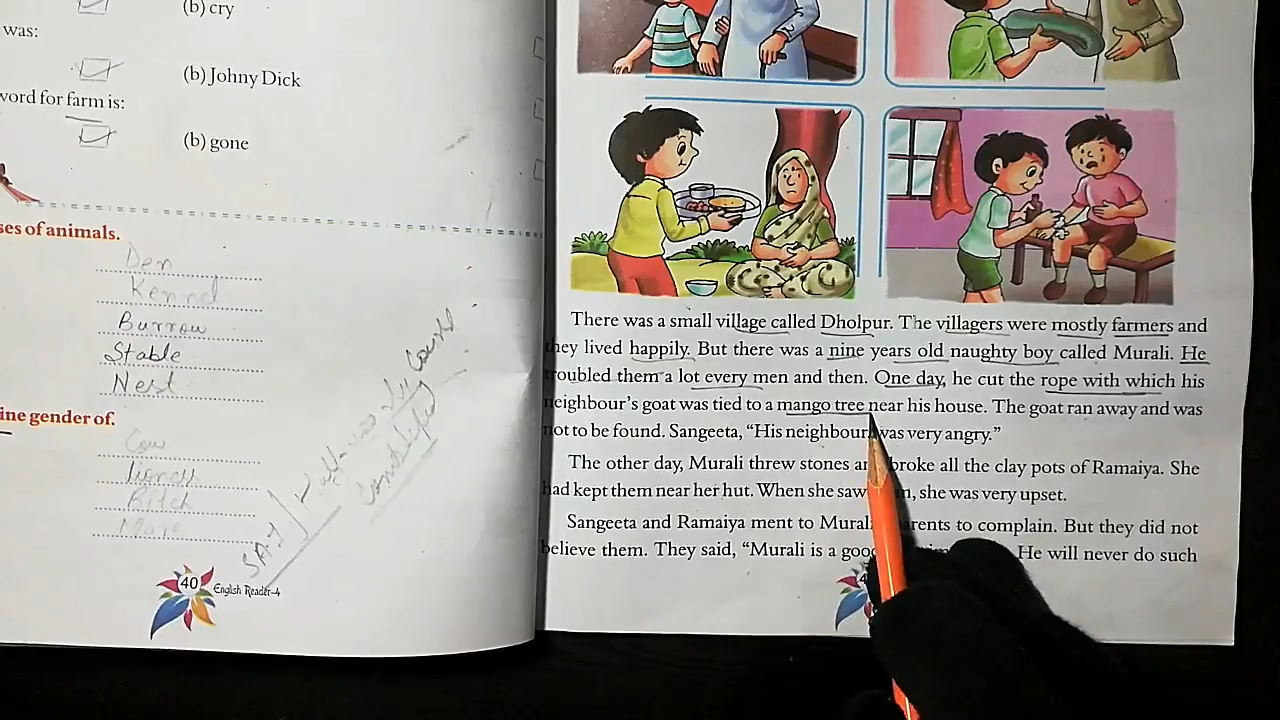 (b) cry
was:
(b) Johny Dick
word for farm is:
(b) gone
ses of animals.
Den
Kennel
Burrow
Stable
Nest
ine gender of.
Cow
lioness
Bitch
Mare
40 English Reader-4
There was a small village called Dholpur. The villagers were mostly farmers and
they lived happily. But there was a nine years old naughty boy called Murali. He
troubled them a lot every men and then. One day, he cut the rope with which his
neighbour's goat was tied to a mango tree near his house. The goat ran away and was
not to be found. Sangeeta, “His neighbour was very angry.”
The other day, Murali threw stones and broke all the clay pots of Ramaiya. She
had kept them near her hut. When she saw, she was very upset.
Sangeeta and Ramaiya ment to Murali parents to complain. But they did not
believe them. They said, “Murali is a good He will never do such